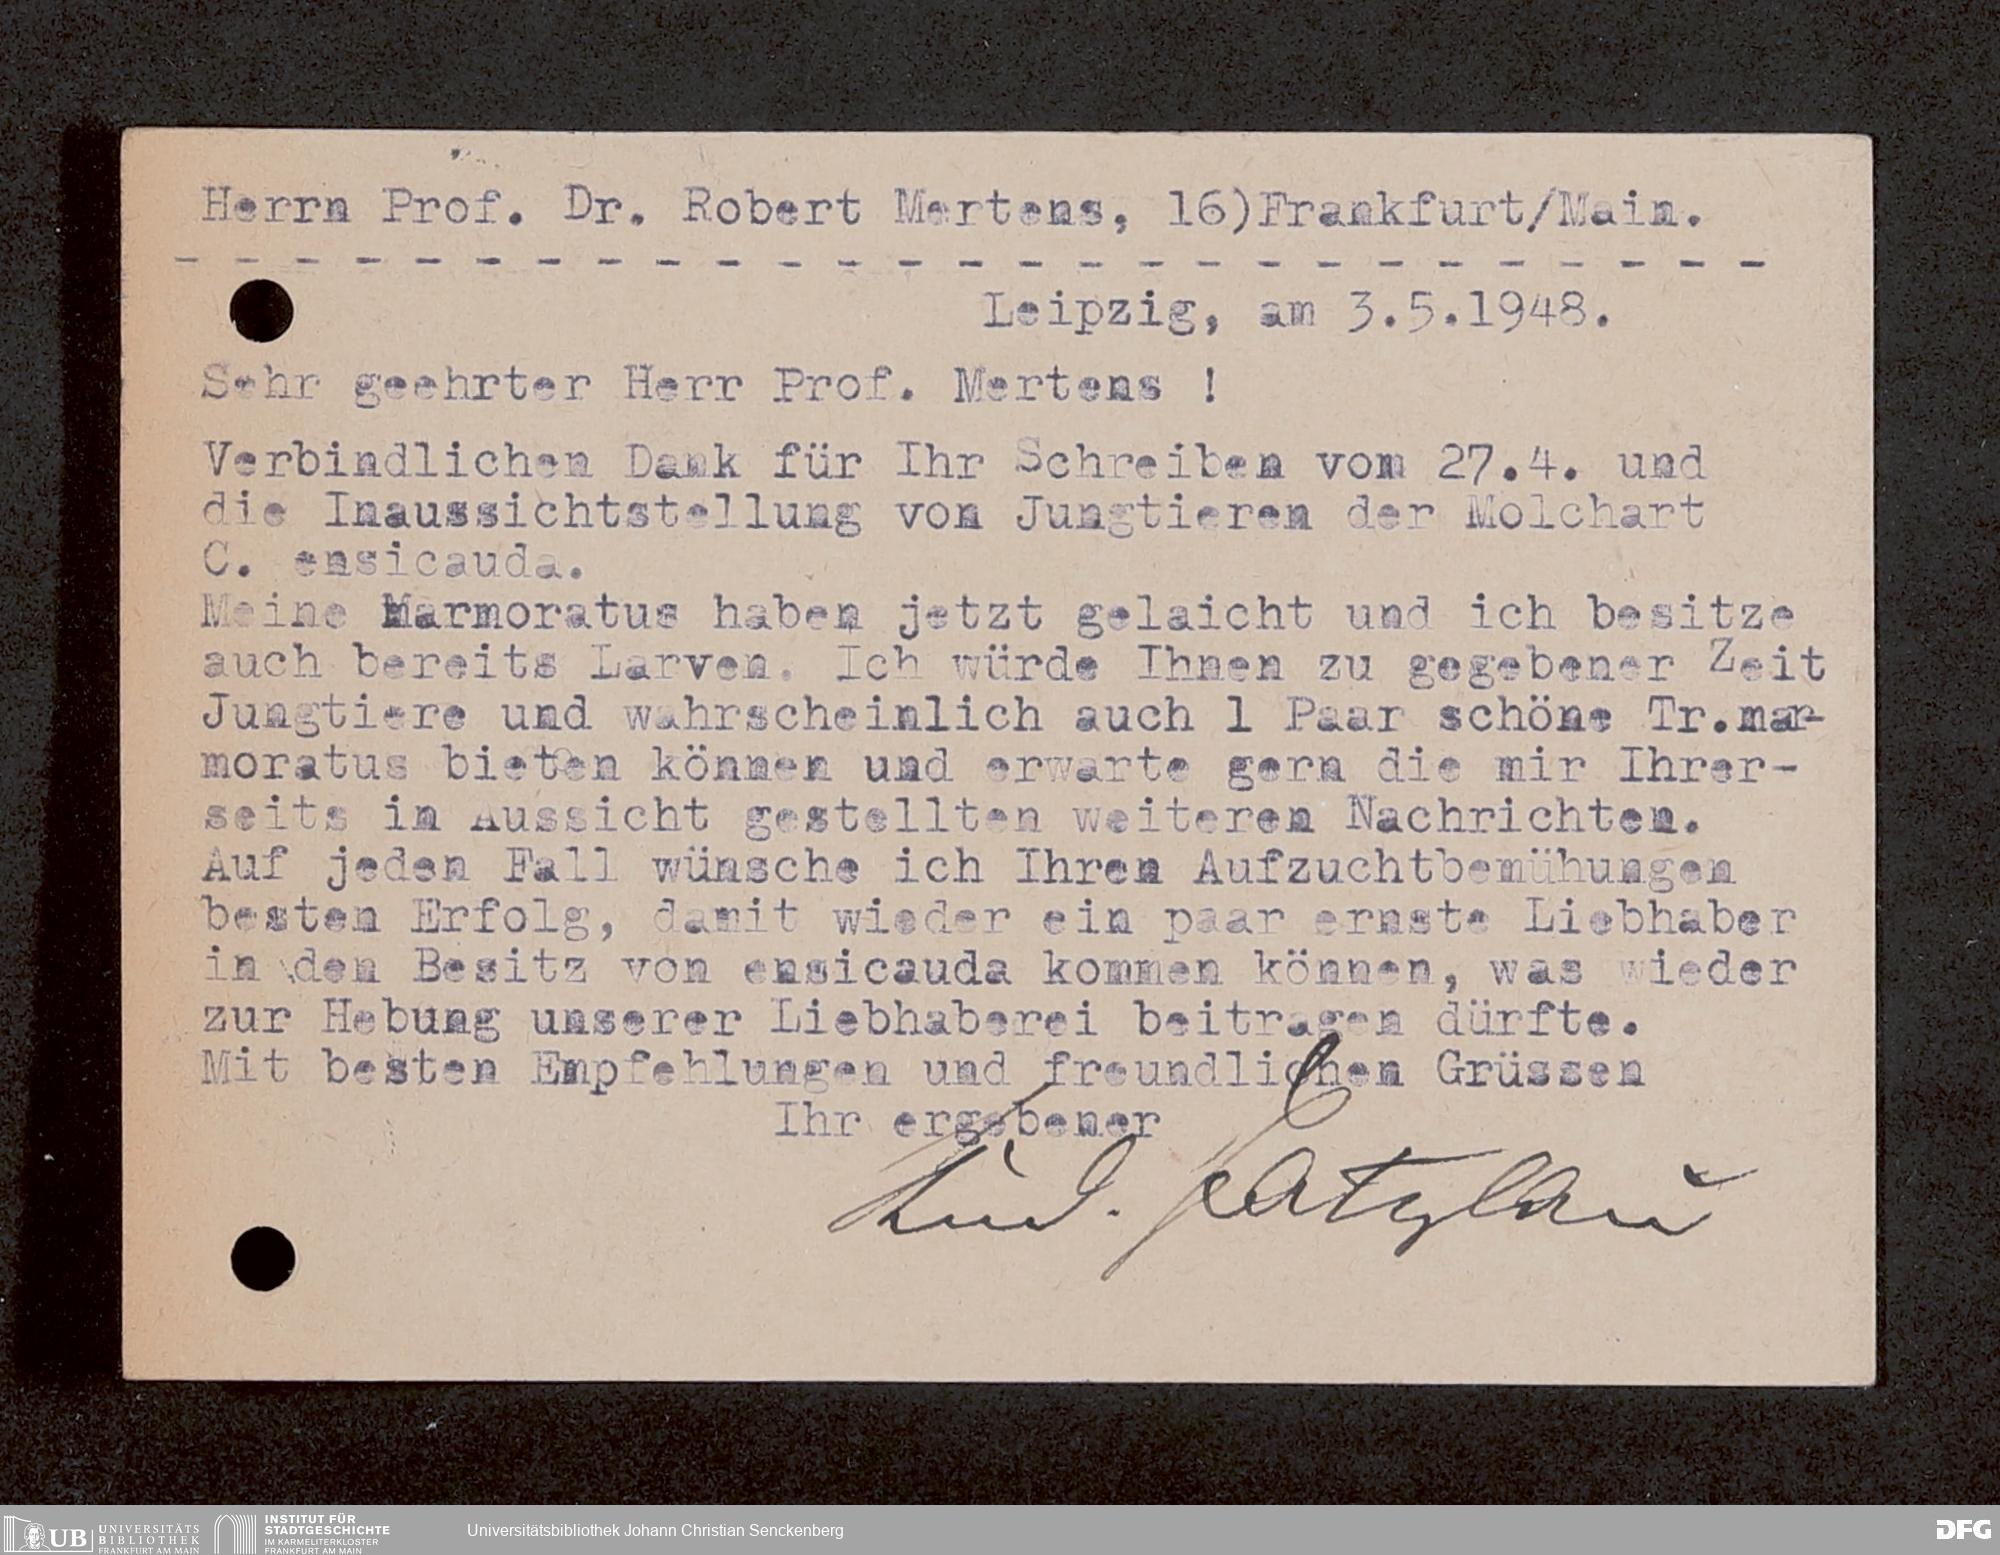 Herrn Prof. Dr. Robert Mertens, 16)Frankfurt/Main.
- - - - - - - - - - - - - - - - - - - - - - - - - - -
Leipzig, am 3.5.1948.
Sehr geehrter Herr Prof. Mertens !
Verbindlichen Dank für Ihr Schreiben vom 27.4. und
die Inaussichtstellung von Jungtieren der Molchart
C. ensicauda.
Meine Marmoratus haben jetzt gelaicht und ich besitze
auch bereits Larven. Ich würde Ihnen zu gegebener Zeit
Jungtiere und wahrscheinlich auch 1 Paar schöne Tr.mar-
moratus bieten können und erwarte gern die mir Ihrer-
seits in Aussicht gestellten weiteren Nachrichten.
Auf jeden Fall wünsche ich Ihren Aufzuchtbemühungen
besten Erfolg, damit wieder ein paar ernste Liebhaber
in den Besitz von ensicauda kommen können, was wieder
zur Hebung unserer Liebhaberei beitragen dürfte.
Mit besten Empfehlungen und freundlichen Grüssen
Ihr ergebener
UB UNIVERSITÄTS
BIBLIOTHEK
FRANKFURT AM MAIN
INSTITUT FÜR
STADTGESCHICHTE
IM KARMELITERKLOSTER
FRANKFURT AM MAIN
Universitätsbibliothek Johann Christian Senckenberg
DFG